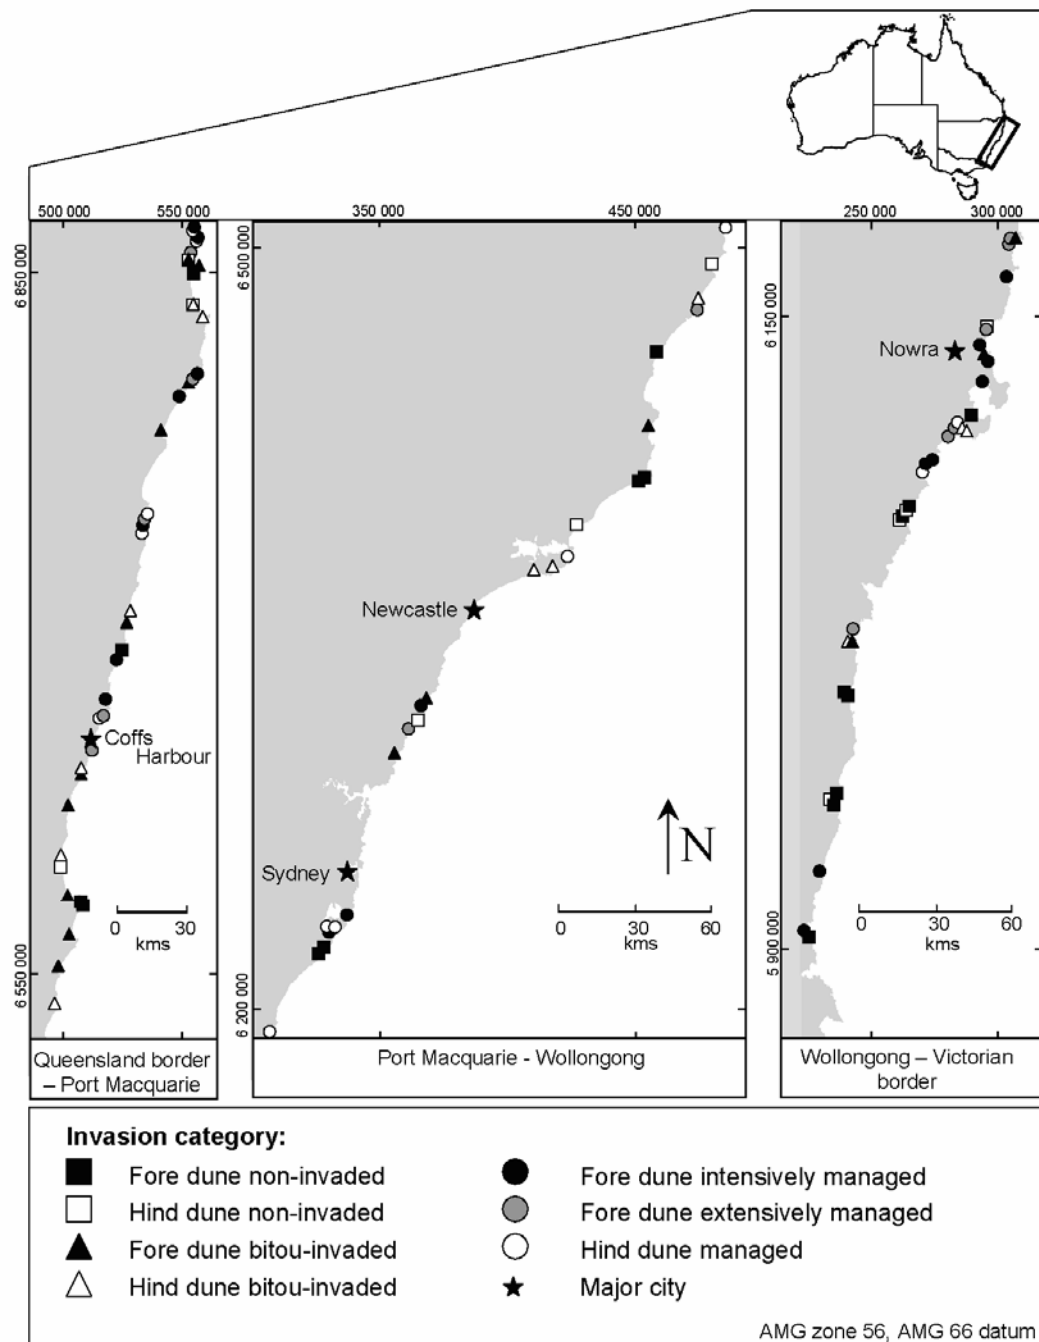 500 000 550 000
350 000 450 000
250 000 300 000
6 850 000
6 550 000
6 500 000
6 200 000
6 150 000
5 900 000
Coffs
Harbour
0 30
kms
Newcastle
Sydney
N
0 30 60
kms
Nowra
0 30 60
kms
Queensland border
– Port Macquarie
Port Macquarie - Wollongong
Wollongong – Victorian
border
Invasion category:
Fore dune non-invaded
Hind dune non-invaded
Fore dune bitou-invaded
Hind dune bitou-invaded
Fore dune intensively managed
Fore dune extensively managed
Hind dune managed
Major city
AMG zone 56, AMG 66 datum